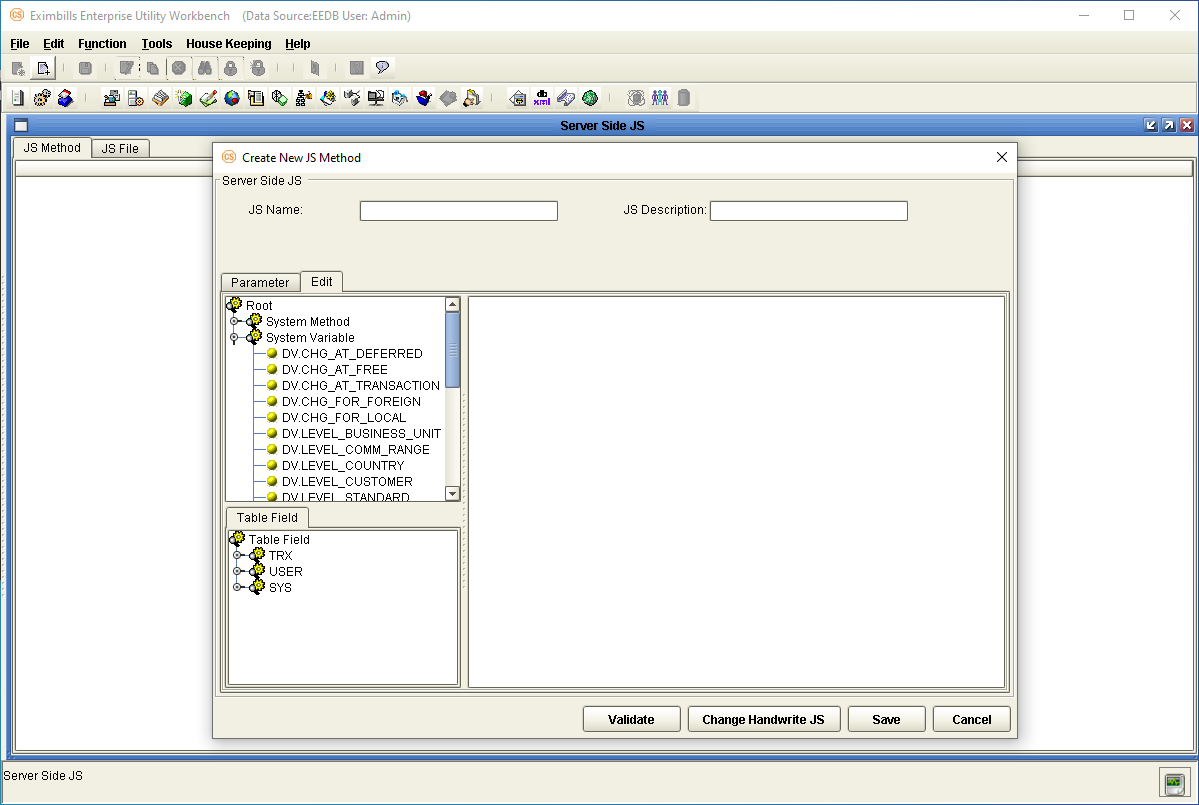 CS Eximbills Enterprise Utility Workbench (Data Source:EEDB User: Admin)
File Edit Function Tools House Keeping Help
db
xml
Server Side JS
JS Method JS File
CS Create New JS Method
Server Side JS
JS Name: JS Description:
Parameter Edit
Root
System Method
System Variable
DV.CHG_AT_DEFERRED
DV.CHG_AT_FREE
DV.CHG_AT_TRANSACTION
DV.CHG_FOR_FOREIGN
DV.CHG_FOR_LOCAL
DV.LEVEL_BUSINESS_UNIT
DV.LEVEL_COMM_RANGE
DV.LEVEL_COUNTRY
DV.LEVEL_CUSTOMER
DV.LEVEL_STANDARD
Table Field
Table Field
TRX
USER
SYS
Validate Change Handwrite JS Save Cancel
Server Side JS